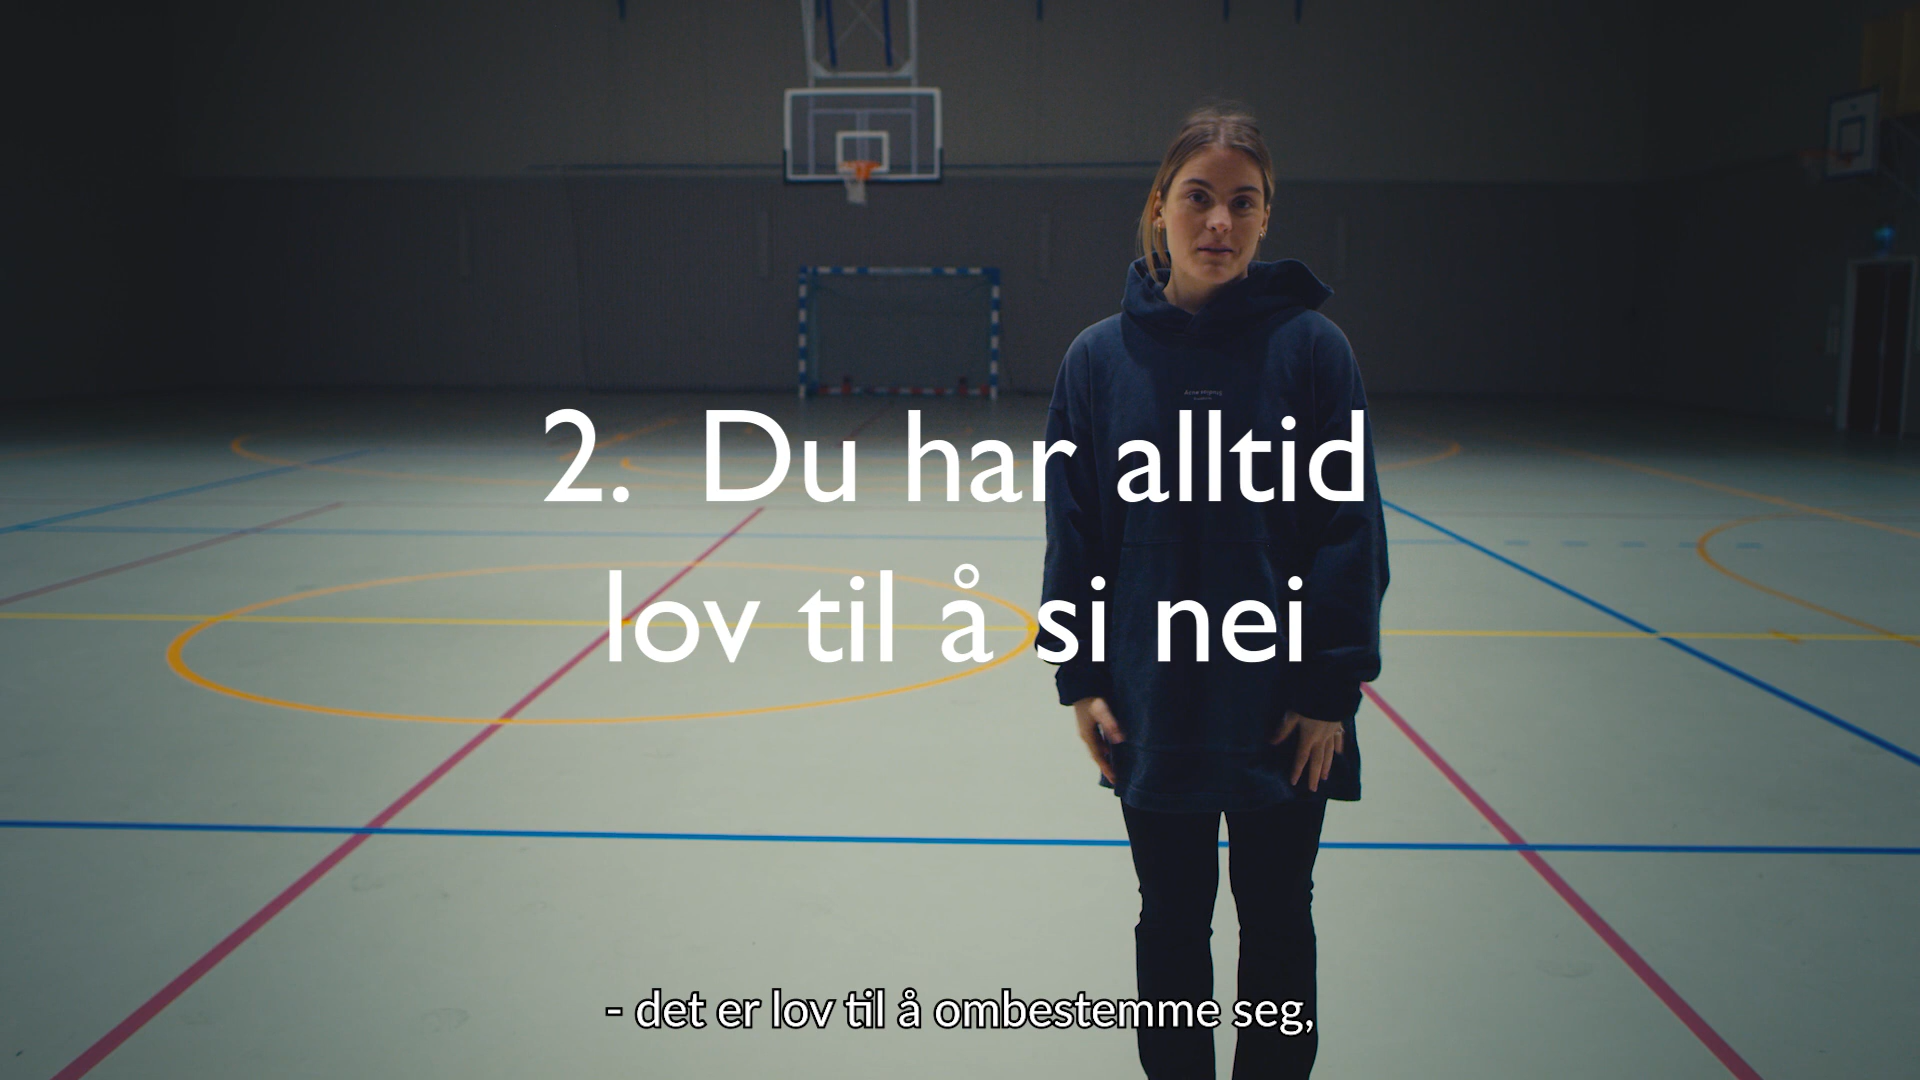 2. Du har alltid
lov til å si nei
- det er lov til å ombestemme seg,